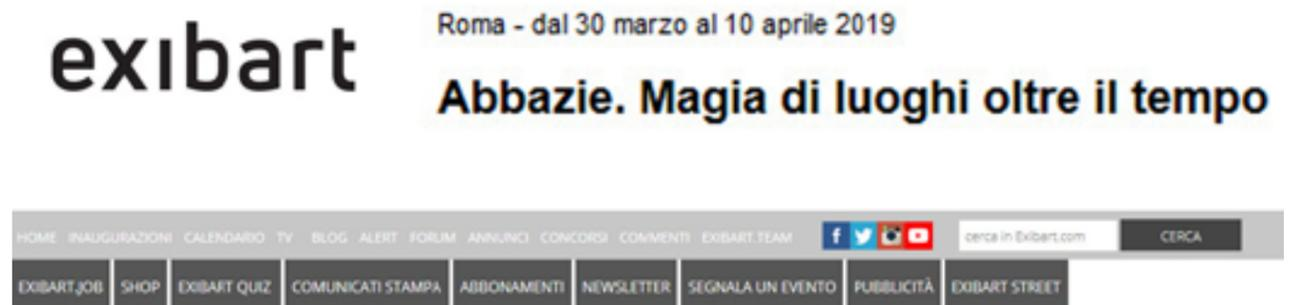 exibart
Roma - dal 30 marzo al 10 aprile 2019
Abbazie. Magia di luoghi oltre il tempo
HOME INAUGURAZIONI CALENDARIO TV BLOG ALERT FORUM ANNUNCI CONCORSI COMMENTI EXIBART.TEAM f cerca in Exibart.com CERCA
EXIBART.JOB SHOP EXIBART QUIZ COMUNICATI STAMPA ABBONAMENTI NEWSLETTER SEGNALA UN EVENTO PUBBLICITÀ EXIBART STREET